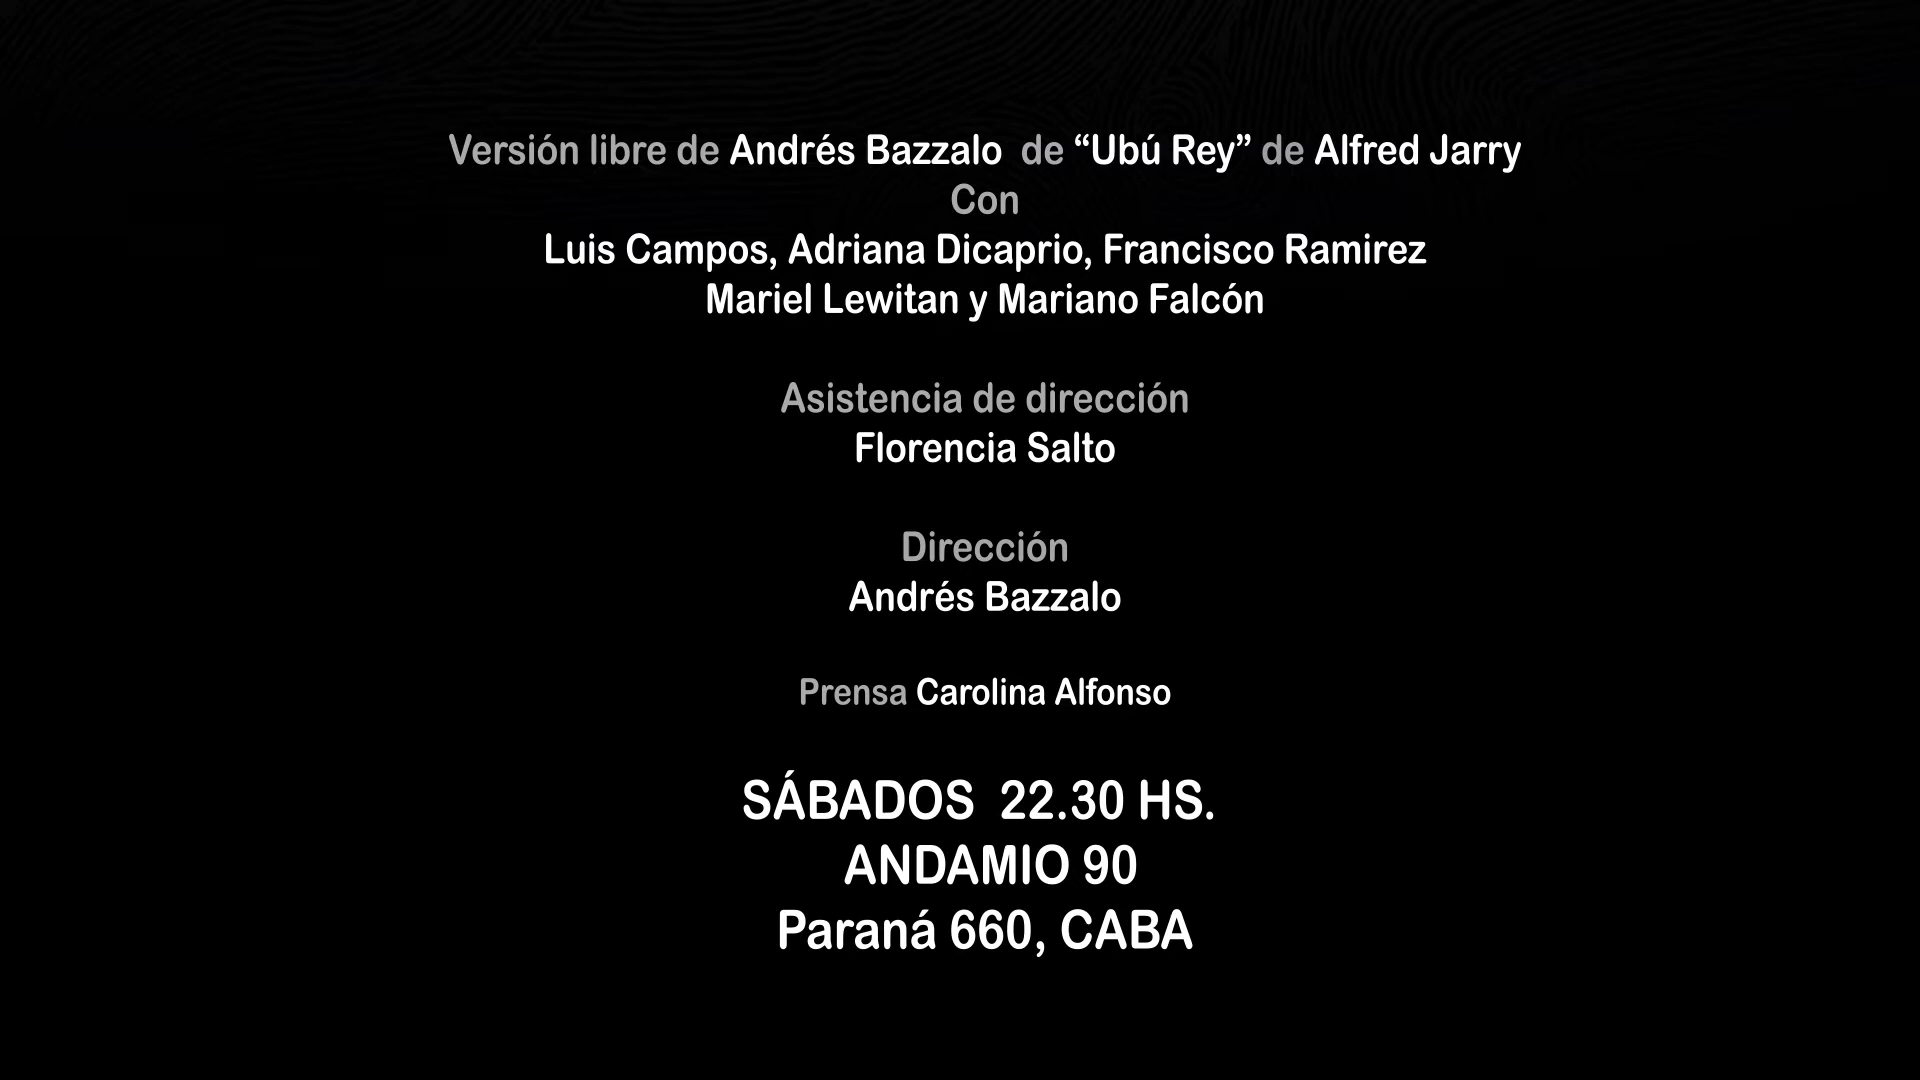 Versión libre de Andrés Bazzalo de “Ubú Rey” de Alfred Jarry
Con
Luis Campos, Adriana Dicaprio, Francisco Ramirez
Mariel Lewitan y Mariano Falcón
Asistencia de dirección
Florencia Salto
Dirección
Andrés Bazzalo
Prensa Carolina Alfonso
SÁBADOS 22.30 HS.
ANDAMIO 90
Paraná 660, CABA